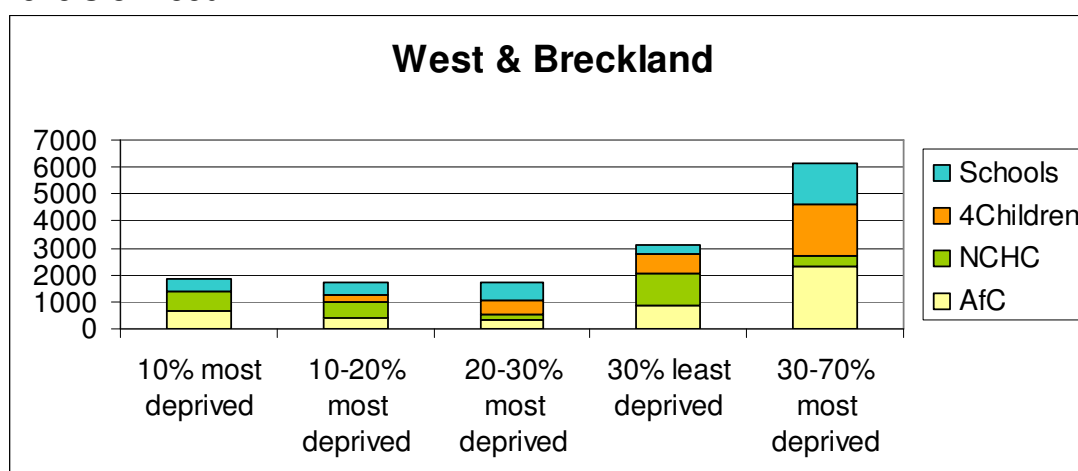 West & Breckland
7000
6000
5000
4000
3000
2000
1000
0
10% most
deprived
10-20%
most
deprived
20-30%
most
deprived
30% least
deprived
30-70%
most
deprived
Schools
4Children
NCHC
AfC